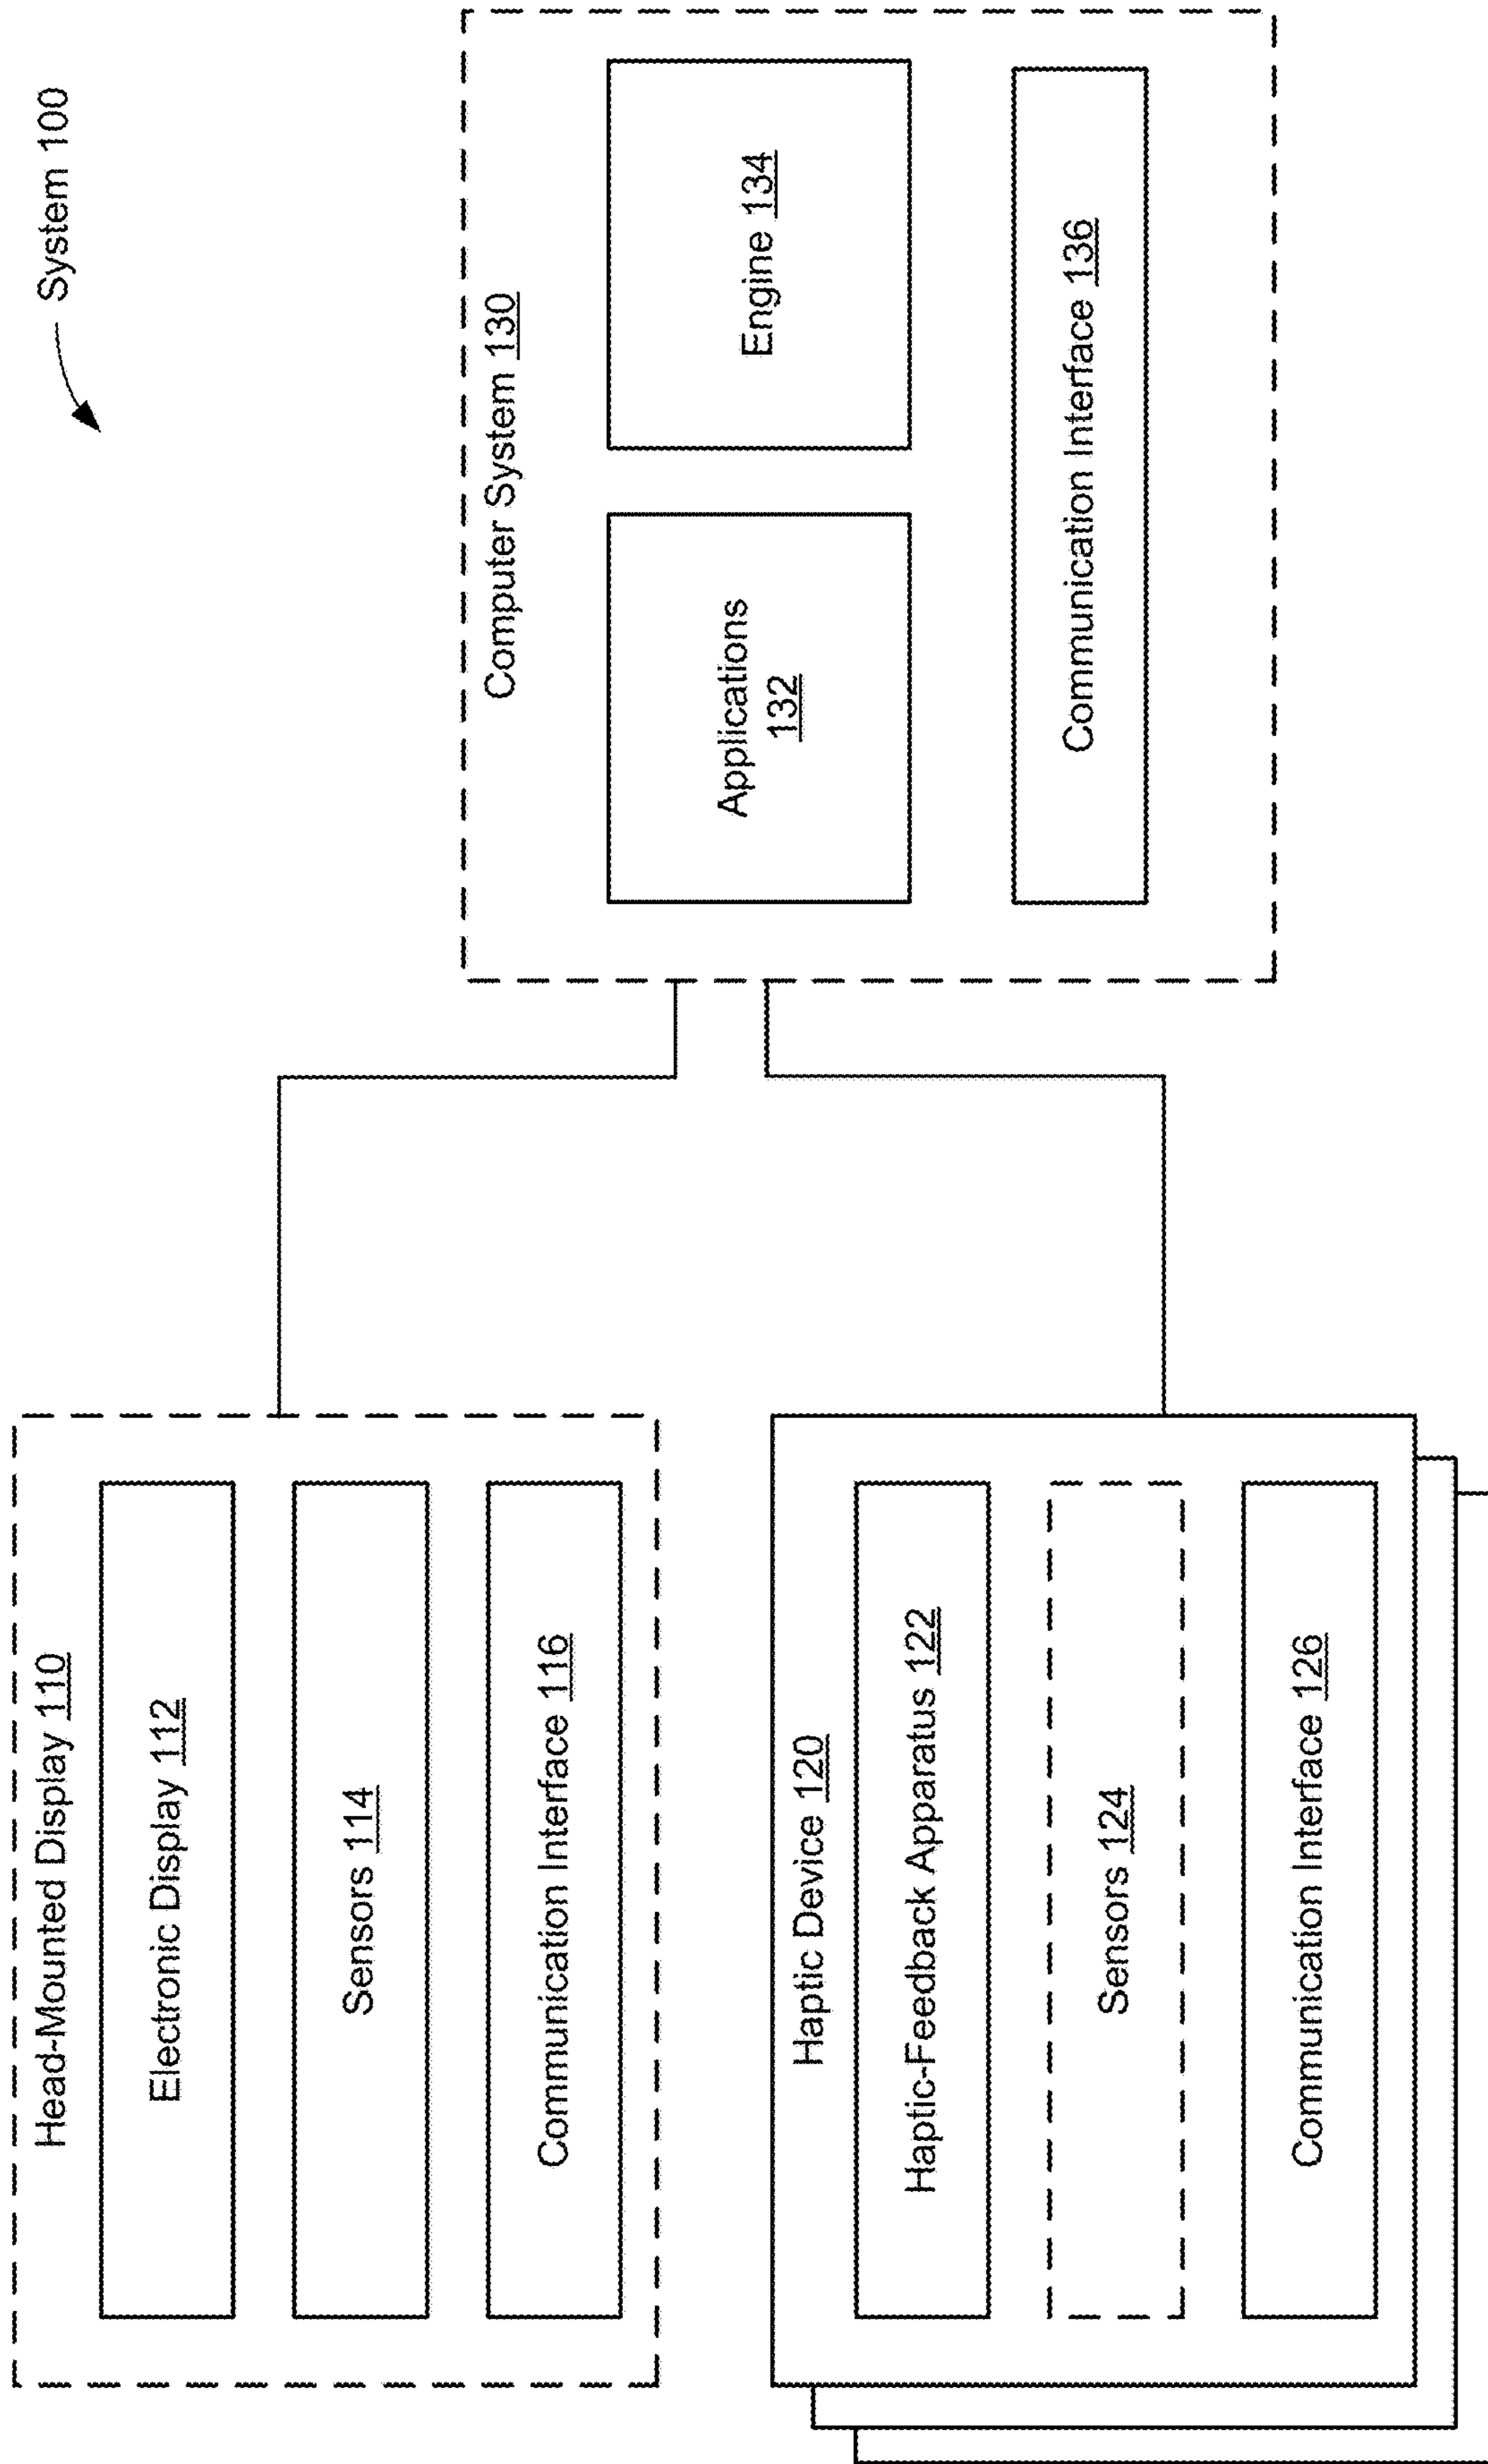 System 100
Head-Mounted Display 110
Electronic Display 112
Sensors 114
Communication Interface 116
Haptic Device 120
Haptic-Feedback Apparatus 122
Sensors 124
Communication Interface 126
Computer System 130
Applications
132
Engine 134
Communication Interface 136